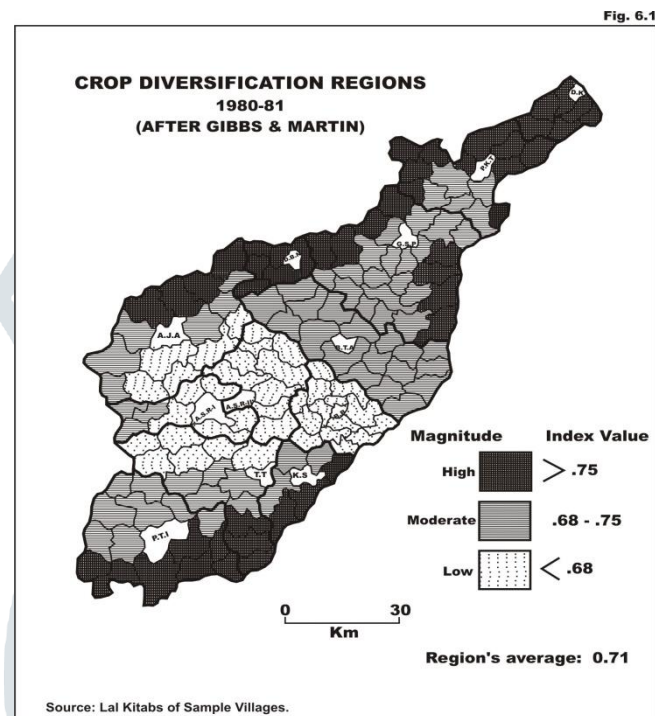 Fig. 6.1
CROP DIVERSIFICATION REGIONS
1980-81
(AFTER GIBBS & MARTIN)
D.K
P.K.T
G.S.P
A.J.A
A.S.R-I
A.S.R-II
T.T
K.S
P.T.I
Magnitude Index Value
High > .75
Moderate .68 - .75
Low < .68
0 30
Km
Region's average: 0.71
Source: Lal Kitabs of Sample Villages.